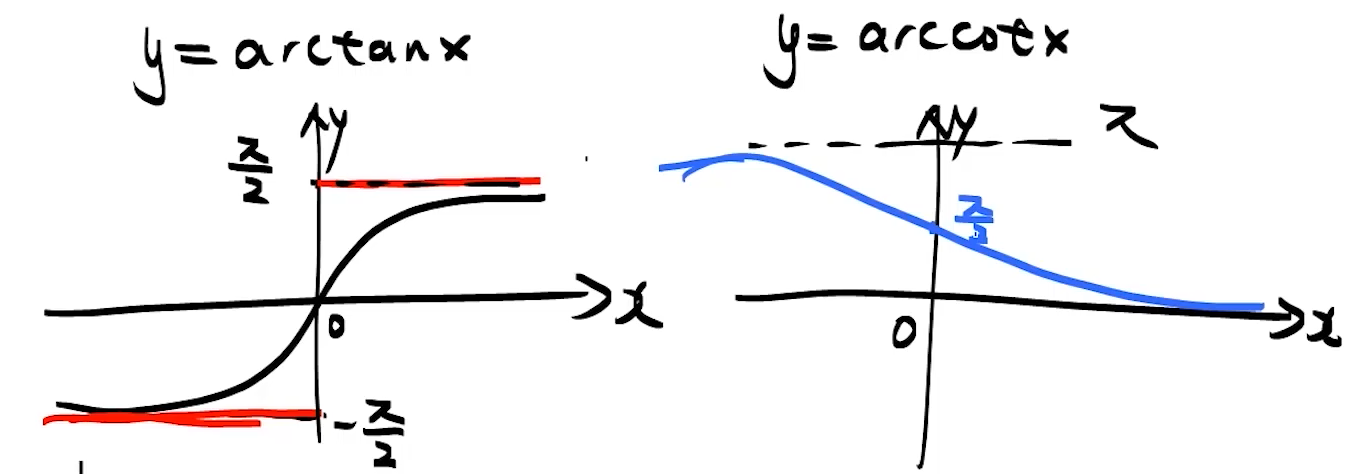 y = arctanx
y
π/2
0
x
-π/2
y = arccotx
y
π
π/2
0
x